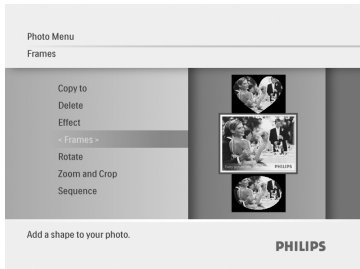 Photo Menu
Frames
Copy to
Delete
Effect
< Frames >
Rotate
Zoom and Crop
Sequence
PHILIPS
Add a shape to your photo.
PHILIPS